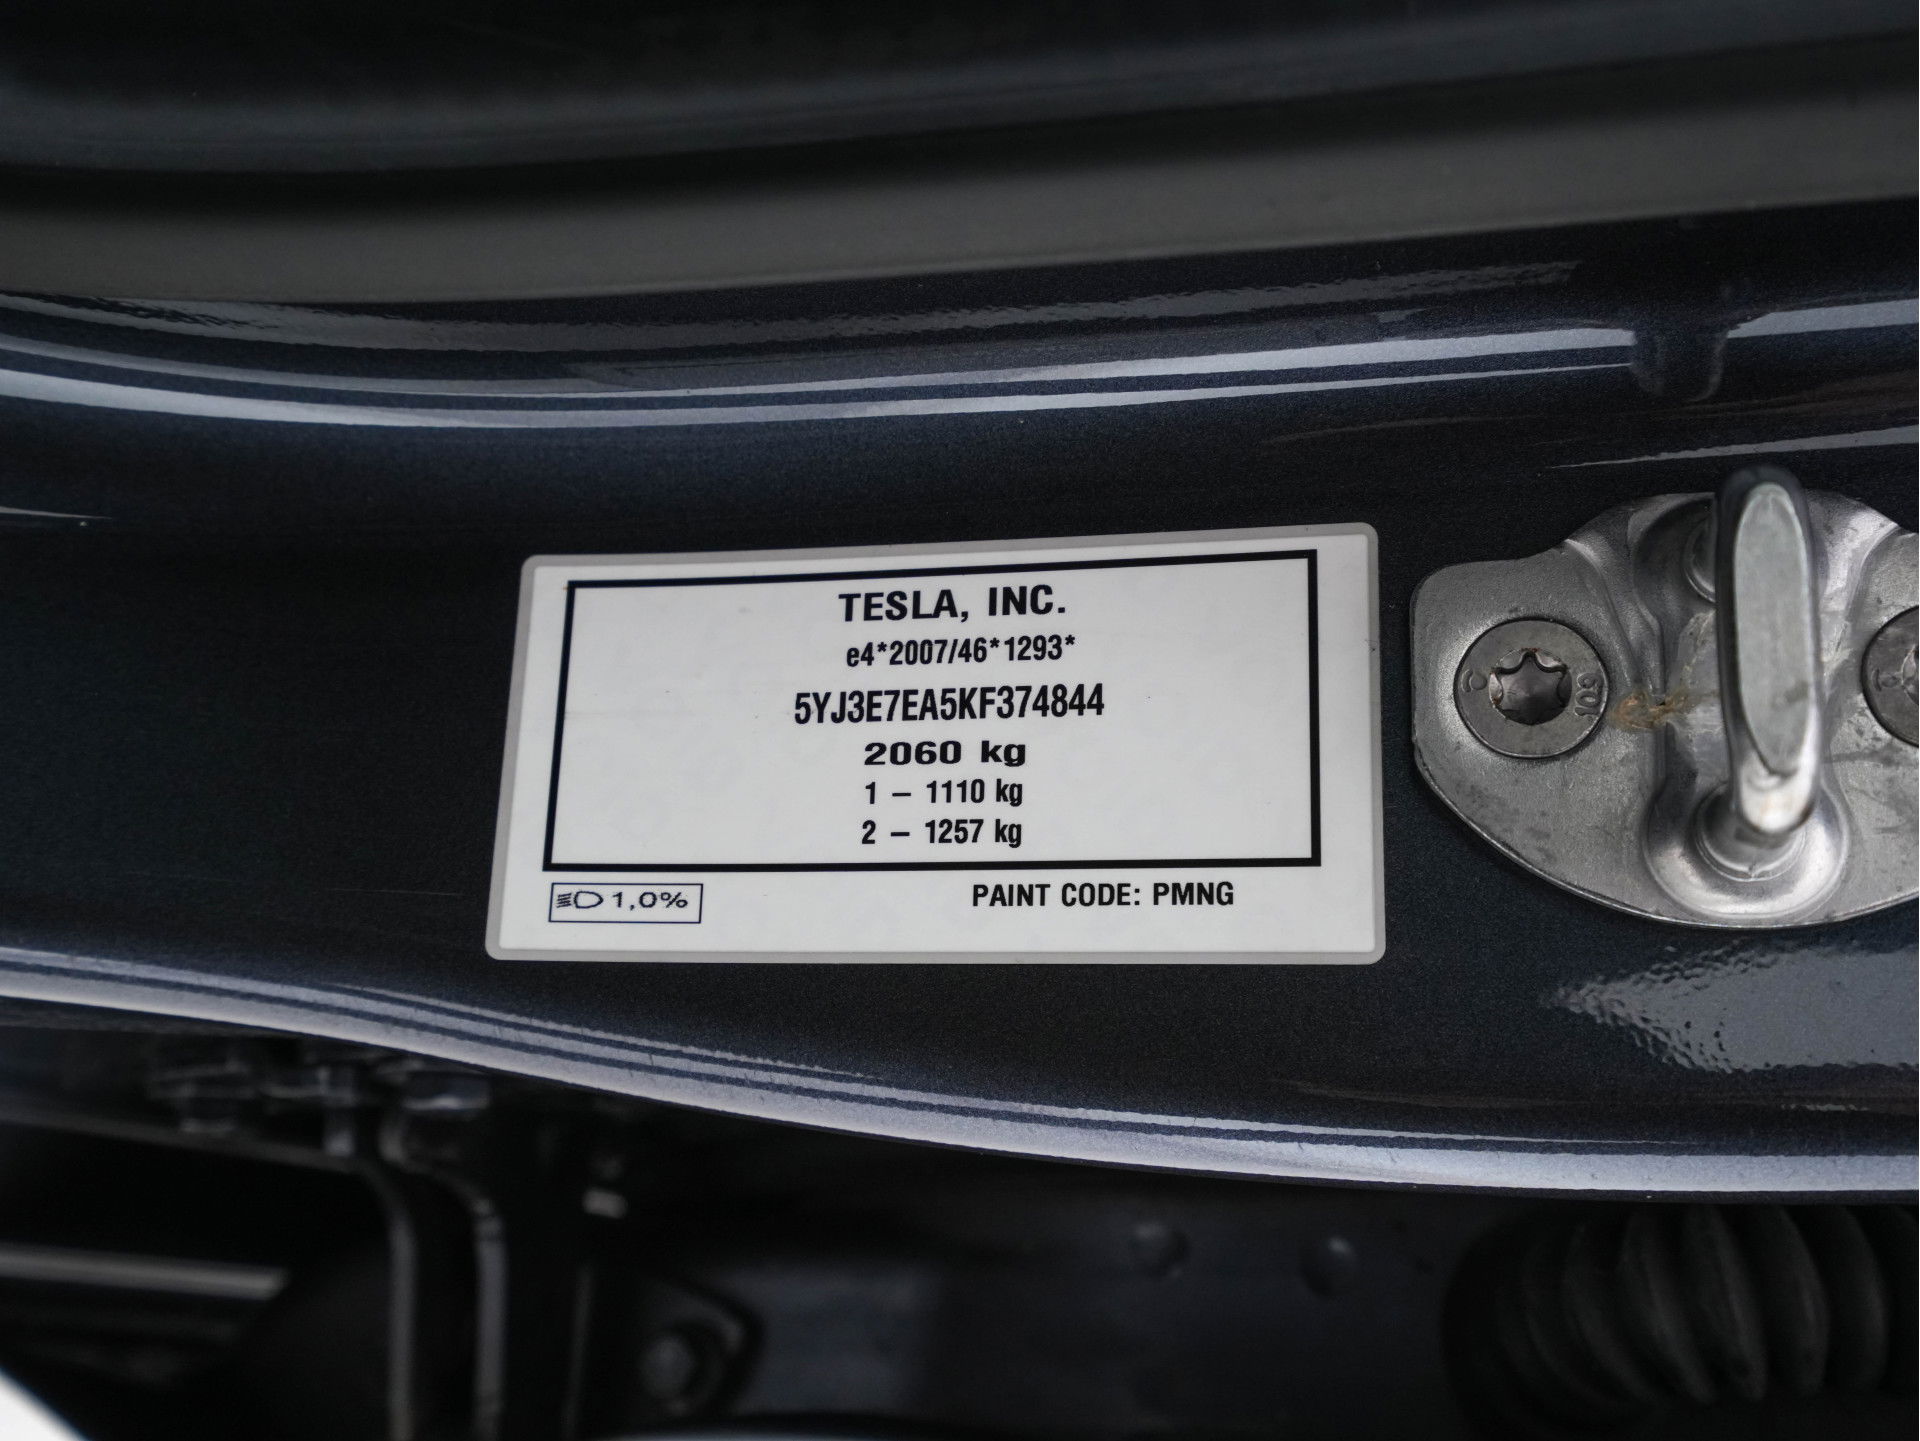 TESLA, INC.
e4*2007/46*1293*
5YJ3E7EA5KF374844
2060 kg
1 – 1110 kg
2 – 1257 kg
1,0%
PAINT CODE: PMNG